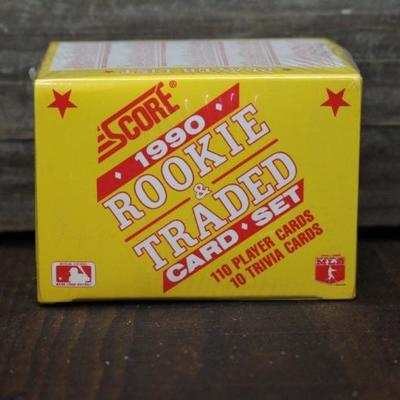 SCORE®
1990
ROOKIE
&
TRADED
CARD • SET
110 PLAYER CARDS
10 TRIVIA CARDS